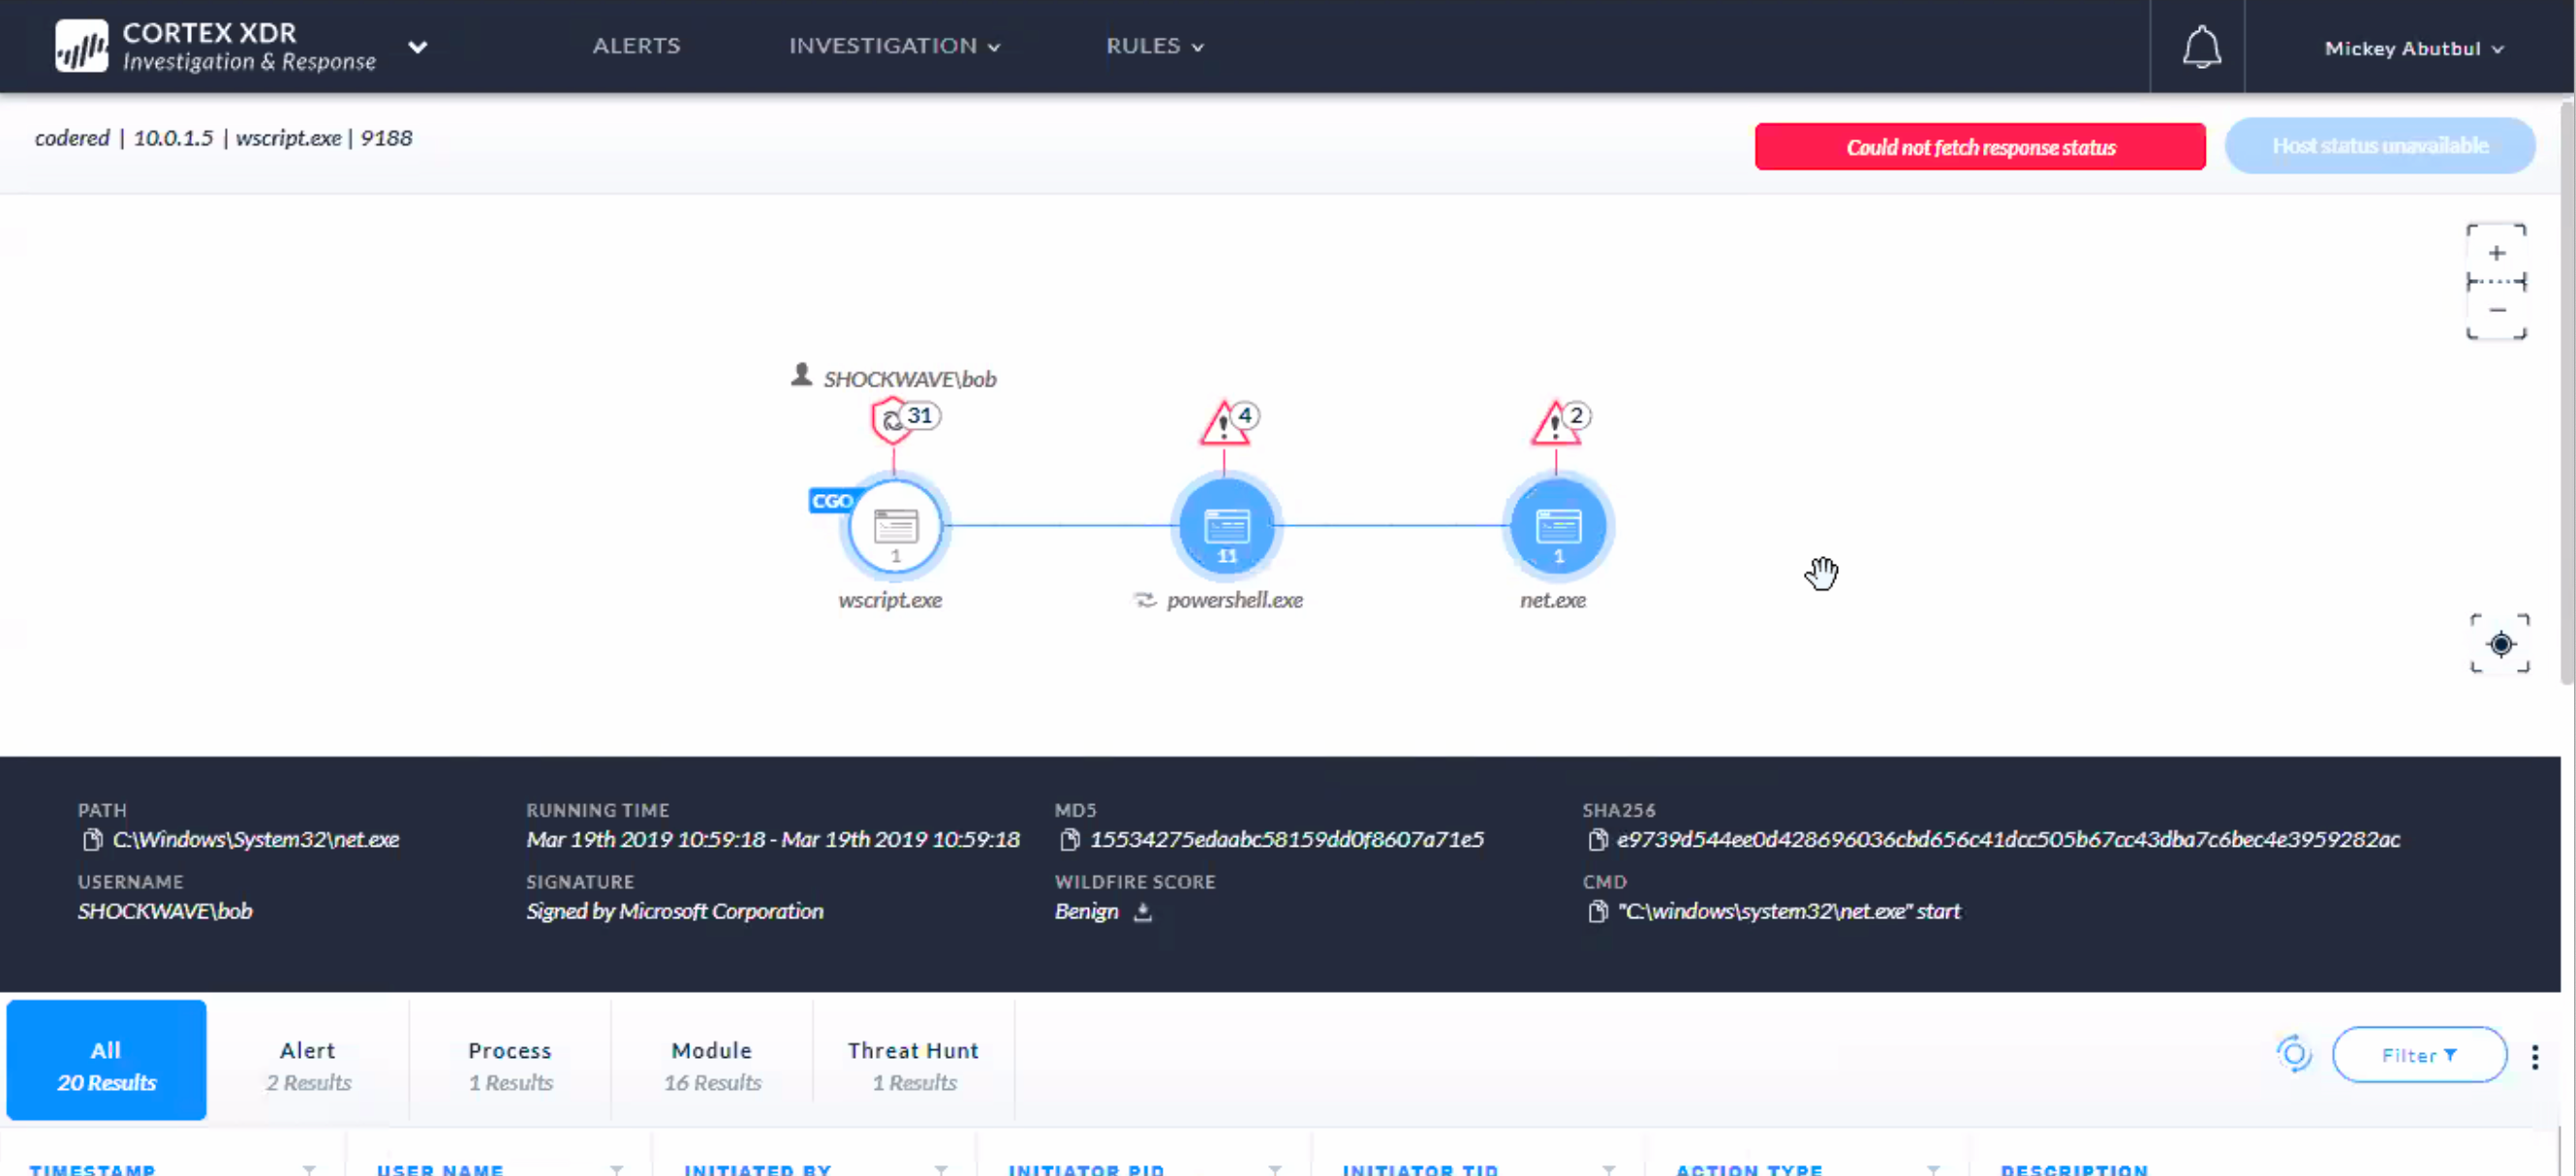 CORTEX XDR
Investigation & Response
ALERTS
INVESTIGATION
RULES
Mickey Abutbul
codered | 10.0.1.5 | wscript.exe | 9188
Could not fetch response status
Host status unavailable
SHOCKWAVE\bob
31
4
2
CGO
1
11
1
wscript.exe
powershell.exe
net.exe
PATH
C:\Windows\System32\net.exe
RUNNING TIME
Mar 19th 2019 10:59:18 - Mar 19th 2019 10:59:18
MD5
15534275edaabc58159dd0f8607a71e5
SHA256
e9739d544ee0d428696036cbd656c41dcc505b67cc43dba7c6bec4e3959282ac
USERNAME
SHOCKWAVE\bob
SIGNATURE
Signed by Microsoft Corporation
WILDFIRE SCORE
Benign
CMD
"C:\windows\system32\net.exe" start
All
20 Results
Alert
2 Results
Process
1 Results
Module
16 Results
Threat Hunt
1 Results
Filter
TIMESTAMP
USER NAME
INITIATED BY
INITIATOR PID
INITIATOR TID
ACTION TYPE
DESCRIPTION